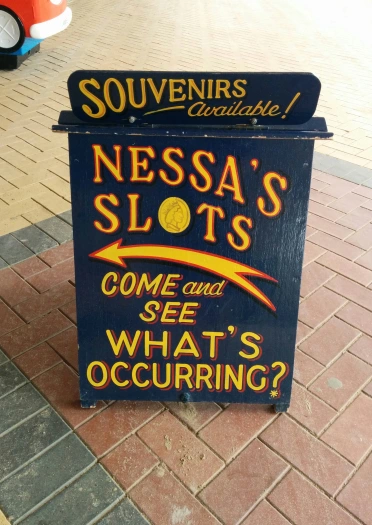 SOUVENIRS
available!
NESSA'S
SLOTS
COME and
SEE
WHAT'S
OCCURRING?